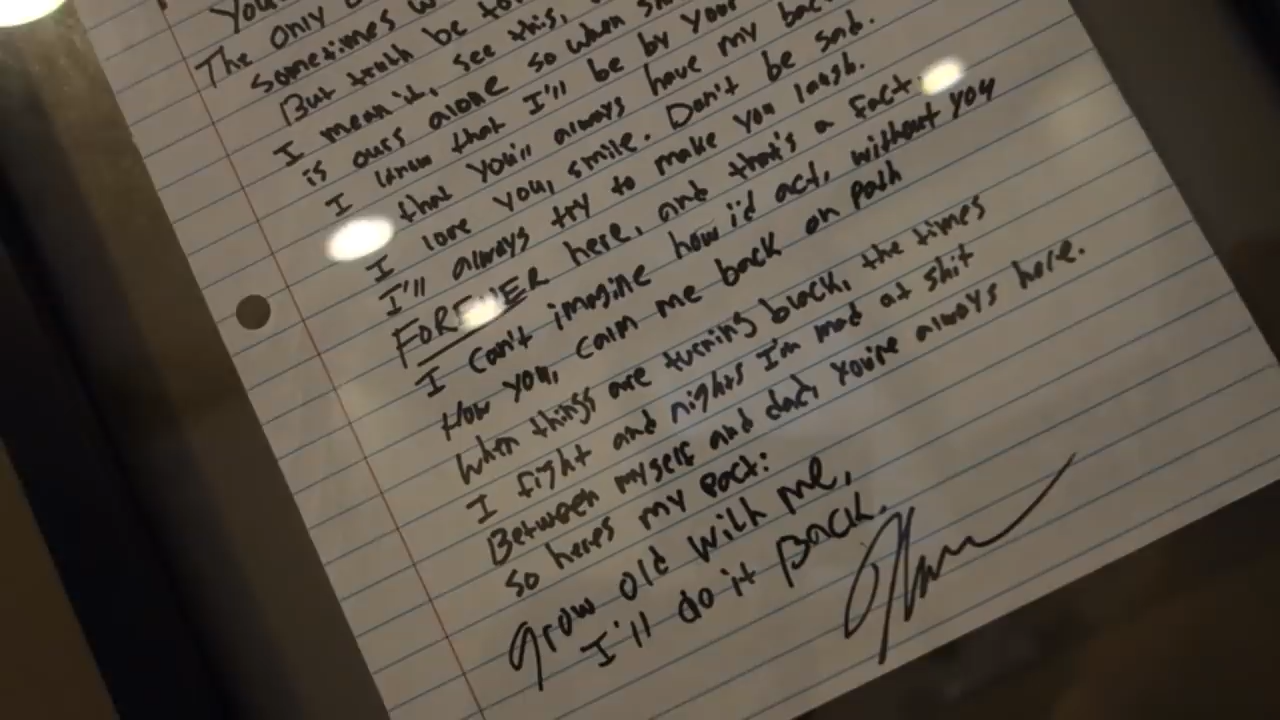 You
The only
sometimes w
But truth be to
I mean it, see this,
is ours alone so when
I know that I'll be by your
that you'll always have my bac
I love you, smile. Don't be sad.
I'll always try to make you laugh.
FOREVER here, and that's a fact.
I can't imagine how i'd act, without you
How you, calm me back on path
When things are turning black, the times
I fight and nights I'm mad at shit
Between myself and dad, you're always here.
so heres my pact:
Grow old with me,
I'll do it Back.